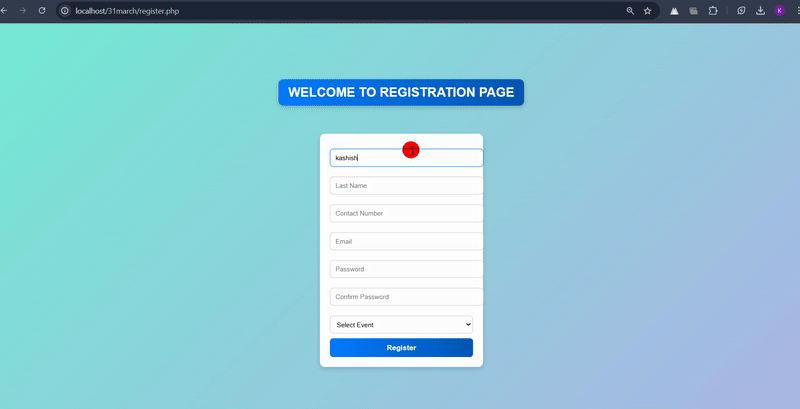 localhost/31march/register.php
K
WELCOME TO REGISTRATION PAGE
kashish
Last Name
Contact Number
Email
Password
Confirm Password
Select Event
Register